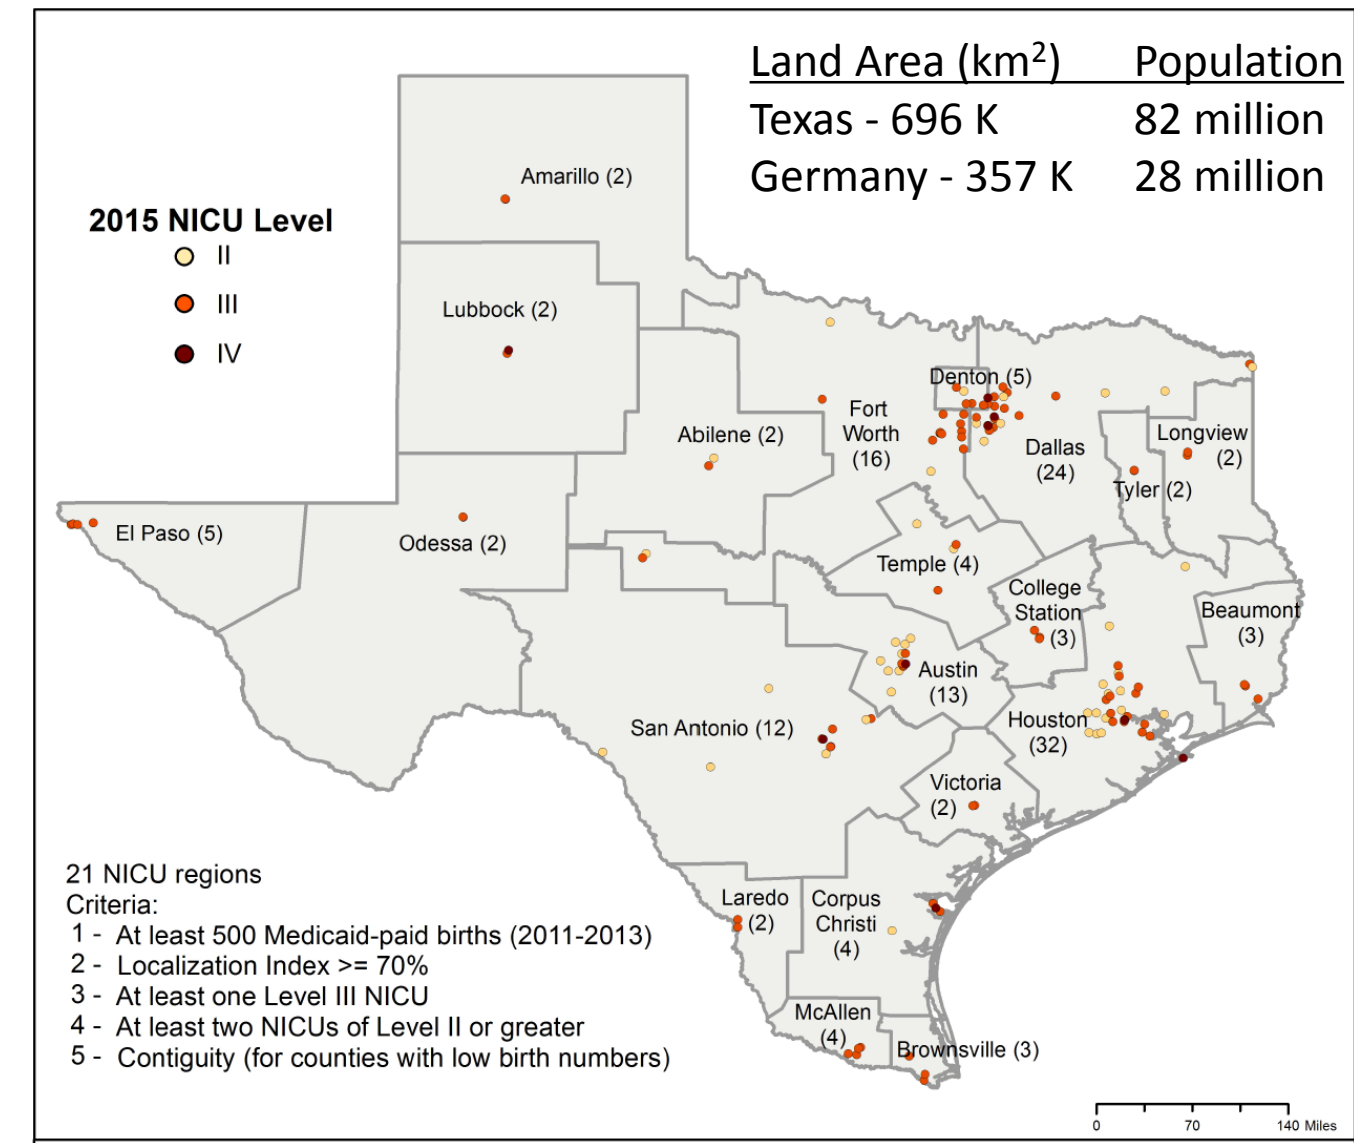 Land Area (km²) Population
Texas - 696 K 82 million
Germany - 357 K 28 million
2015 NICU Level
II
III
IV
Amarillo (2)
Lubbock (2)
Denton (5)
Fort
Worth
(16)
Abilene (2)
Dallas
(24)
Longview
(2)
Tyler (2)
El Paso (5)
Odessa (2)
Temple (4)
College
Station
(3)
Beaumont
(3)
Austin
(13)
San Antonio (12)
Houston
(32)
Victoria
(2)
Laredo
(2)
Corpus
Christi
(4)
McAllen
(4)
Brownsville (3)
21 NICU regions
Criteria:
1 - At least 500 Medicaid-paid births (2011-2013)
2 - Localization Index >= 70%
3 - At least one Level III NICU
4 - At least two NICUs of Level II or greater
5 - Contiguity (for counties with low birth numbers)
0 70 140 Miles